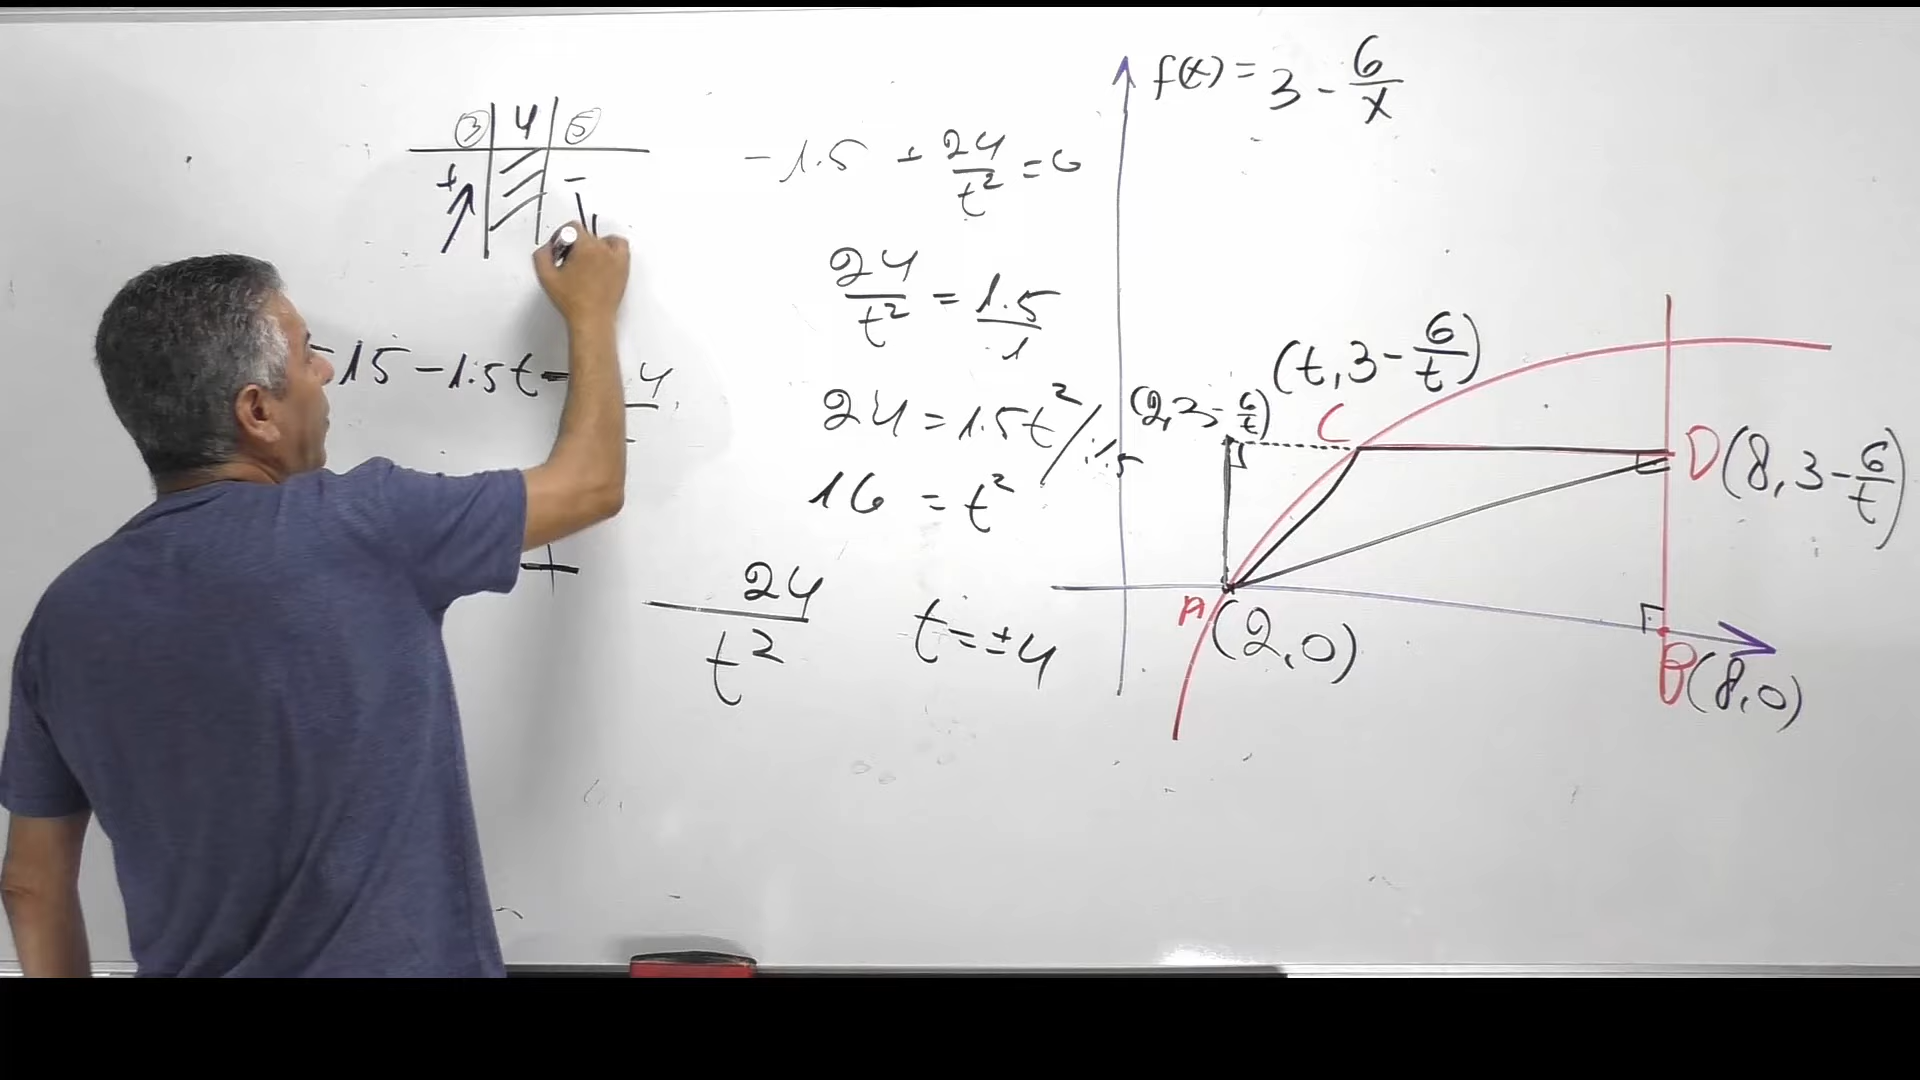 f(x) = 3 - 6/x
3 | 4 | 5
+ -
-1.5 + 24/t² = 0
24/t² = 1.5/1
15 - 1.5t -
24 = 1.5t² /:1.5
16 = t²
24/t²
t = ±4
(t, 3 - 6/t)
(2, 3 - 6/t)
C
D(8, 3 - 6/t)
A(2,0)
B(8,0)